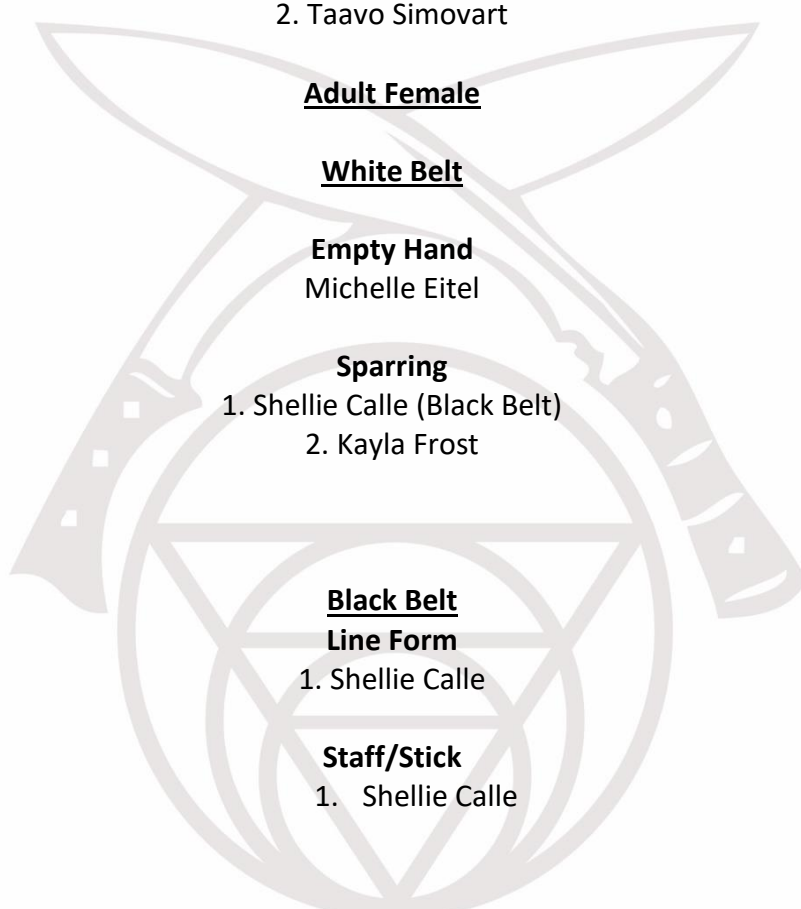 2. Taavo Simovart
Adult Female
White Belt
Empty Hand
Michelle Eitel
Sparring
1. Shellie Calle (Black Belt)
2. Kayla Frost
Black Belt
Line Form
1. Shellie Calle
Staff/Stick
1. Shellie Calle